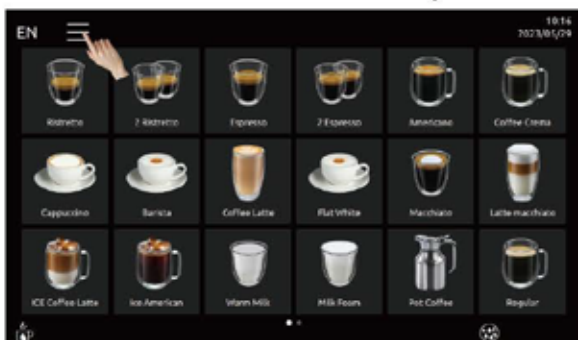 EN
10:16
2023/05/29
Ristretto
2 Ristretto
Espresso
2 Espresso
Americano
Coffee Crema
Cappuccino
Barista
Coffee Latte
Flat White
Macchiato
Latte macchiato
ICE Coffee Latte
Ice American
Warm Milk
Milk Foam
Pot Coffee
Regular